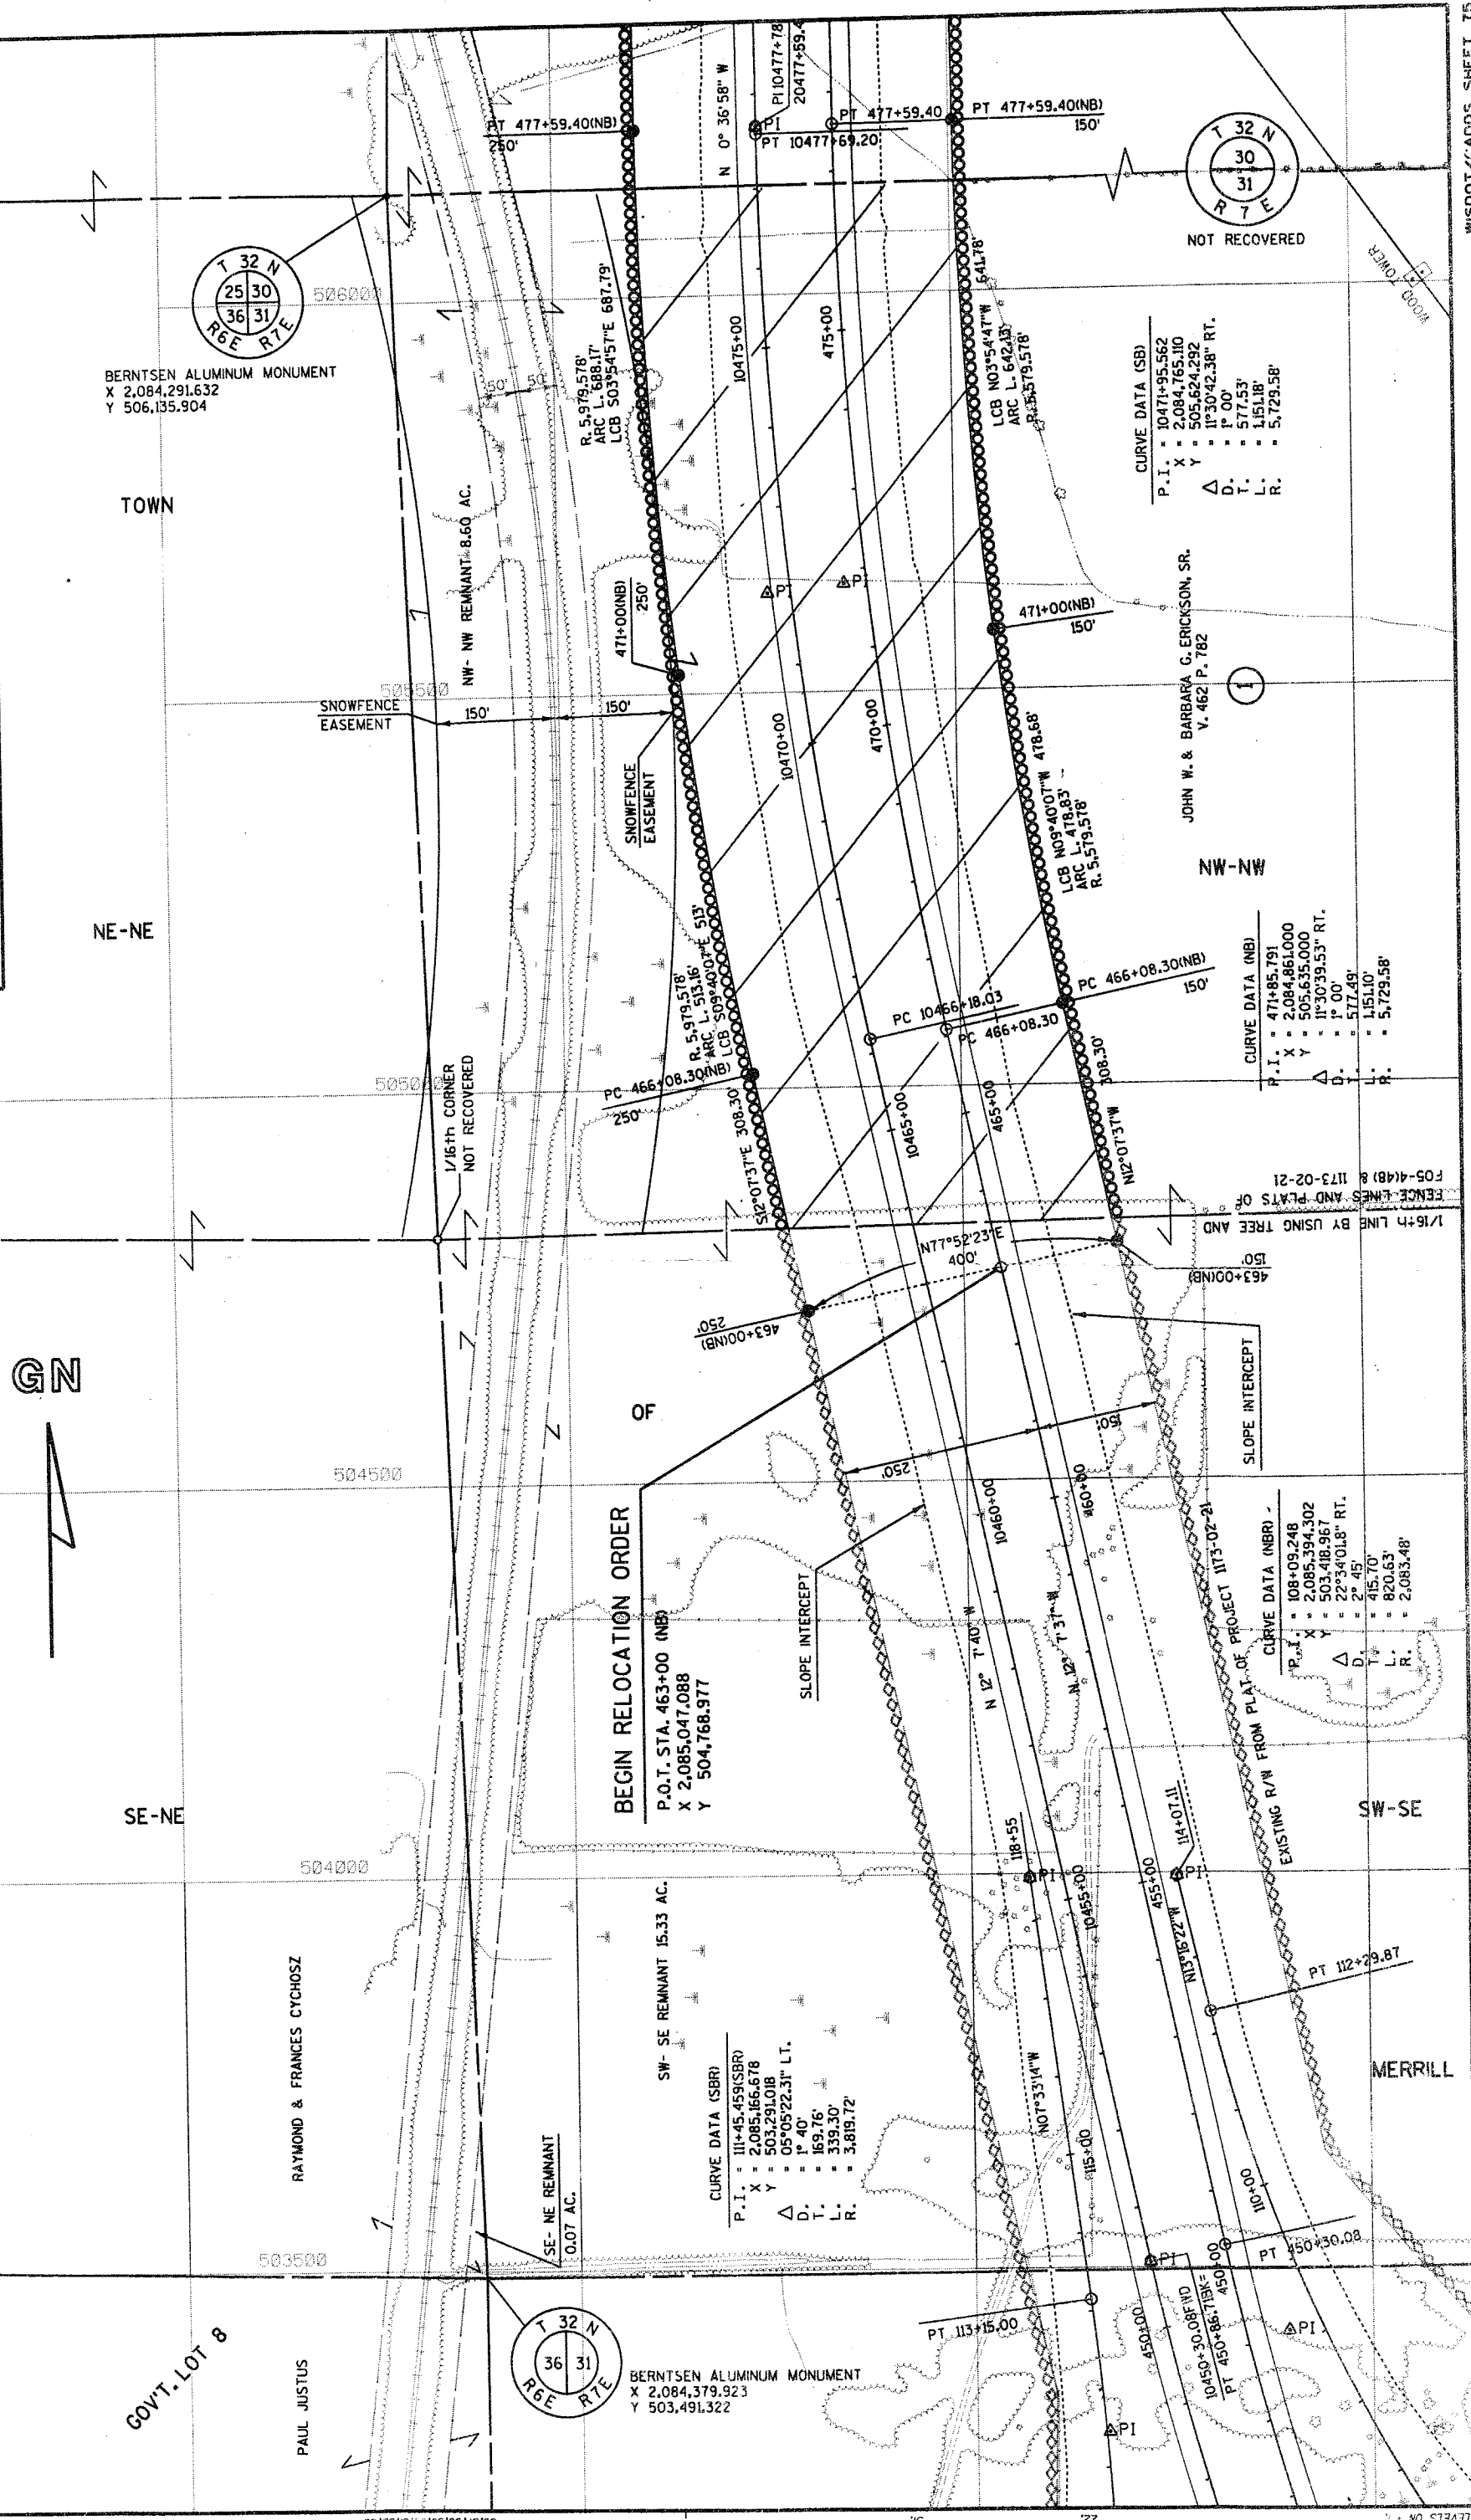 PT 477+59.40(NB)
250'
N 0° 36' 58" W
PI 10477+78
20477+59.4
PI
PT 10477+69.20
PT 477+59.40
PT 477+59.40(NB)
150'
T 32 N
30
31
R 7 E
NOT RECOVERED
WOOD TOWER
T 32 N
25 30
36 31
R6E R7E
BERNTSEN ALUMINUM MONUMENT
X 2,084,291.632
Y 506,135.904
506000
50' 50'
R. 5,979.578'
ARC L. 688.17'
LCB S03°54'57"E 687.79'
10475+00
475+00
LCB N03°54'47"W 641.78'
ARC L. 642.13'
R. 5,579.578'
CURVE DATA (SB)
P.I. = 10471+95.562
X = 2,084,765.110
Y = 505,624.292
Δ = 11°30'42.38" RT.
D. = 1° 00'
T. = 577.53'
L. = 1,151.18'
R. = 5,729.58'
TOWN
NW- NW REMNANT 8.60 AC.
471+00(NB)
250'
PI
PI
471+00(NB)
150'
505500
SNOWFENCE
EASEMENT
150'
150'
SNOWFENCE
EASEMENT
10470+00
470+00
JOHN W. & BARBARA G. ERICKSON, SR.
V. 462 P. 782
1
LCB N09°40'07"W 478.68'
ARC L. 478.83'
R. 5,579.578'
NW-NW
NE-NE
R. 5,979.578'
ARC L. 513.16'
LCB S09°40'07"E 513'
PC 466+08.30(NB)
250'
PC 10466+18.03
PC 466+08.30
PC 466+08.30(NB)
150'
CURVE DATA (NB)
P.I. = 471+85.791
X = 2,084,861.000
Y = 505,635.000
Δ = 11°30'39.53" RT.
D. = 1° 00'
T. = 577.49'
L. = 1,151.10'
R. = 5,729.58'
505000
1/16th CORNER
NOT RECOVERED
S12°07'37"E 308.30'
10465+00
465+00
308.30'
N12°07'37"W
1/16th LINE BY USING TREE AND
FENCE LINES AND PLATS OF
F05-4(48) & 1173-02-21
N77°52'23"E
400'
463+00(NB)
250'
463+00(NB)
150'
GN
OF
250'
150'
SLOPE INTERCEPT
504500
BEGIN RELOCATION ORDER
P.O.T. STA. 463+00 (NB)
X 2,085,047.088
Y 504,768.977
SLOPE INTERCEPT
10460+00
460+00
N 12° 7' 40" W
N 12° 7' 37" W
EXISTING R/W FROM PLAT OF PROJECT 1173-02-21
CURVE DATA (NBR)
P.I. = 108+09.248
X = 2,085,394.302
Y = 503,418.967
Δ = 22°34'01.8" RT.
D. = 2° 45'
T. = 415.70'
L. = 820.63'
R. = 2,083.48'
SE-NE
SW-SE
504000
118+55
PI
10455+00
455+00
114+07.11
PI
N13°16'22"W
PT 112+29.87
RAYMOND & FRANCES CYCHOSZ
SW- SE REMNANT 15.33 AC.
CURVE DATA (SBR)
P.I. = 111+45.459(SBR)
X = 2,085,166.678
Y = 503,291.018
Δ = 05°05'22.31" LT.
D. = 1° 40'
T. = 169.76'
L. = 339.30'
R. = 3,819.72'
N07°33'14"W
MERRILL
115+00
110+00
SE- NE REMNANT
0.07 AC.
503500
PI
PT 450+30.08
450+00
450+00
10450+30.08FWD
PT 450+86.71BK=
PI
PT 113+15.00
PI
GOV'T. LOT 8
PAUL JUSTUS
T 32 N
36 31
R6E R7E
BERNTSEN ALUMINUM MONUMENT
X 2,084,379.923
Y 503,491.322